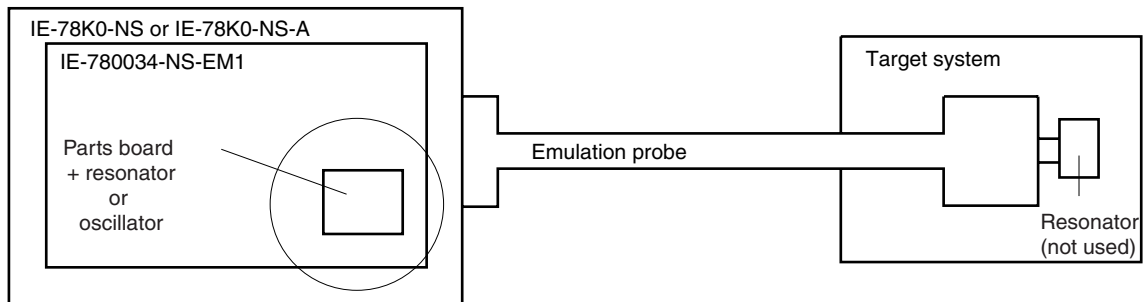 IE-78K0-NS or IE-78K0-NS-A
IE-780034-NS-EM1
Parts board
+ resonator
or
oscillator
Emulation probe
Target system
Resonator
(not used)